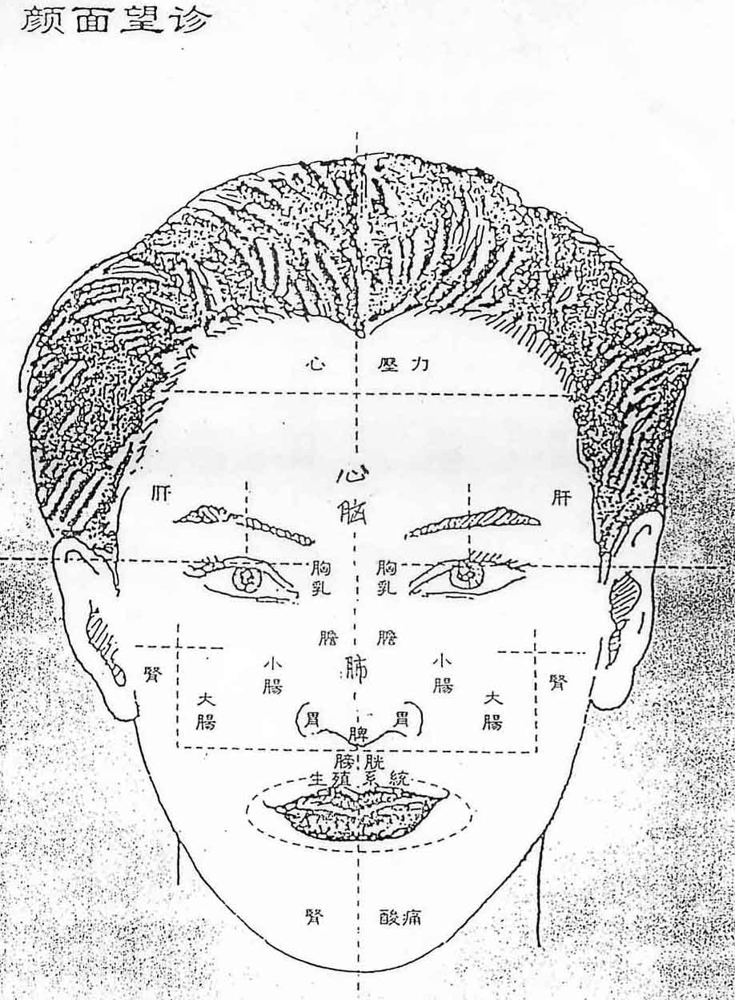 颜面望诊
心 壓力
心
脑
肝 肝
胸乳 胸乳
膽 膽
小腸 肺 小腸
腎 腎
大腸 大腸
胃 脾 胃
膀胱
生殖系統
腎 酸痛